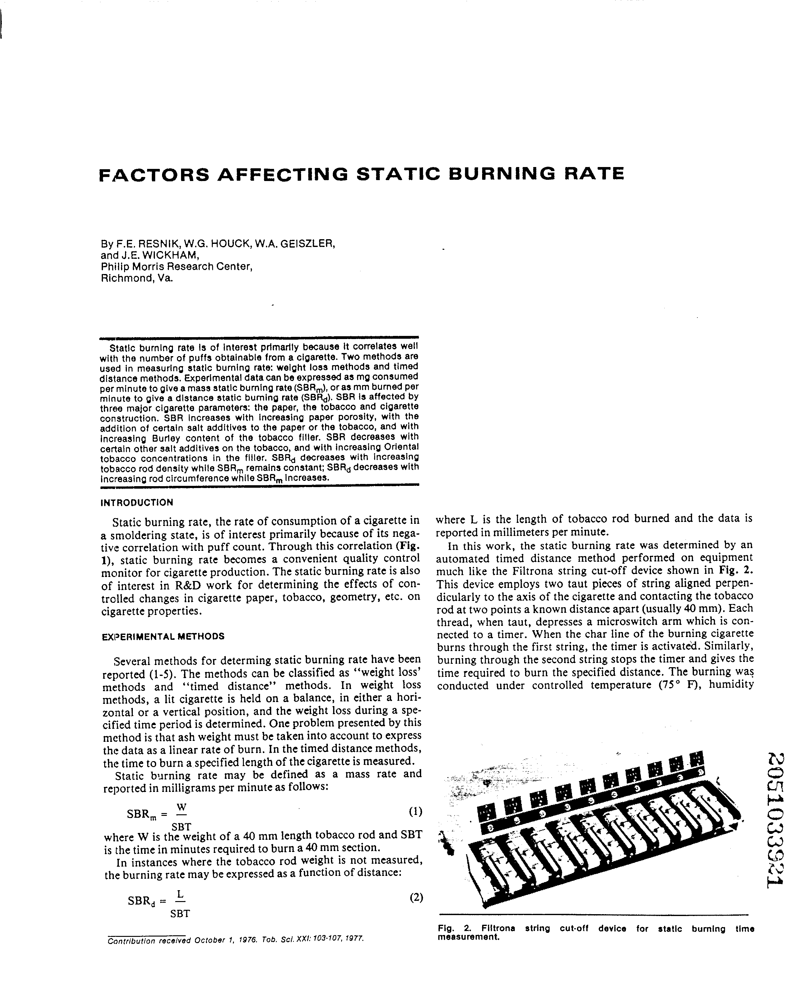 FACTORS AFFECTING STATIC BURNING RATE
By F.E. RESNIK, W.G. HOUCK, W.A. GEISZLER,
and J.E. WICKHAM,
Philip Morris Research Center,
Richmond, Va.
Static burning rate is of interest primarily because it correlates well
with the number of puffs obtainable from a cigarette. Two methods are
used in measuring static burning rate: weight loss methods and timed
distance methods. Experimental data can be expressed as mg consumed
per minute to give a mass static burning rate (SBRm), or as mm burned per
minute to give a distance static burning rate (SBRd). SBR is affected by
three major cigarette parameters: the paper, the tobacco and cigarette
construction. SBR increases with increasing paper porosity, with the
addition of certain salt additives to the paper or the tobacco, and with
increasing Burley content of the tobacco filler. SBR decreases with
certain other salt additives on the tobacco, and with increasing Oriental
tobacco concentrations in the filler. SBRd decreases with increasing
tobacco rod density while SBRm remains constant; SBRd decreases with
increasing rod circumference while SBRm increases.
INTRODUCTION
Static burning rate, the rate of consumption of a cigarette in
a smoldering state, is of interest primarily because of its nega-
tive correlation with puff count. Through this correlation (Fig.
1), static burning rate becomes a convenient quality control
monitor for cigarette production. The static burning rate is also
of interest in R&D work for determining the effects of con-
trolled changes in cigarette paper, tobacco, geometry, etc. on
cigarette properties.
EXPERIMENTAL METHODS
Several methods for determing static burning rate have been
reported (1-5). The methods can be classified as "weight loss'
methods and "timed distance" methods. In weight loss
methods, a lit cigarette is held on a balance, in either a hori-
zontal or a vertical position, and the weight loss during a spe-
cified time period is determined. One problem presented by this
method is that ash weight must be taken into account to express
the data as a linear rate of burn. In the timed distance methods,
the time to burn a specified length of the cigarette is measured.
Static burning rate may be defined as a mass rate and
reported in milligrams per minute as follows:
SBRm = W (1)
SBT
where W is the weight of a 40 mm length tobacco rod and SBT
is the time in minutes required to burn a 40 mm section.
In instances where the tobacco rod weight is not measured,
the burning rate may be expressed as a function of distance:
SBRd = L (2)
SBT
Contribution received October 1, 1976. Tob. Sci. XXI: 103-107, 1977.
where L is the length of tobacco rod burned and the data is
reported in millimeters per minute.
In this work, the static burning rate was determined by an
automated timed distance method performed on equipment
much like the Filtrona string cut-off device shown in Fig. 2.
This device employs two taut pieces of string aligned perpen-
dicularly to the axis of the cigarette and contacting the tobacco
rod at two points a known distance apart (usually 40 mm). Each
thread, when taut, depresses a microswitch arm which is con-
nected to a timer. When the char line of the burning cigarette
burns through the first string, the timer is activated. Similarly,
burning through the second string stops the timer and gives the
time required to burn the specified distance. The burning was
conducted under controlled temperature (75° F), humidity
Fig. 2. Filtrona string cut-off device for static burning time
measurement.
2051033921